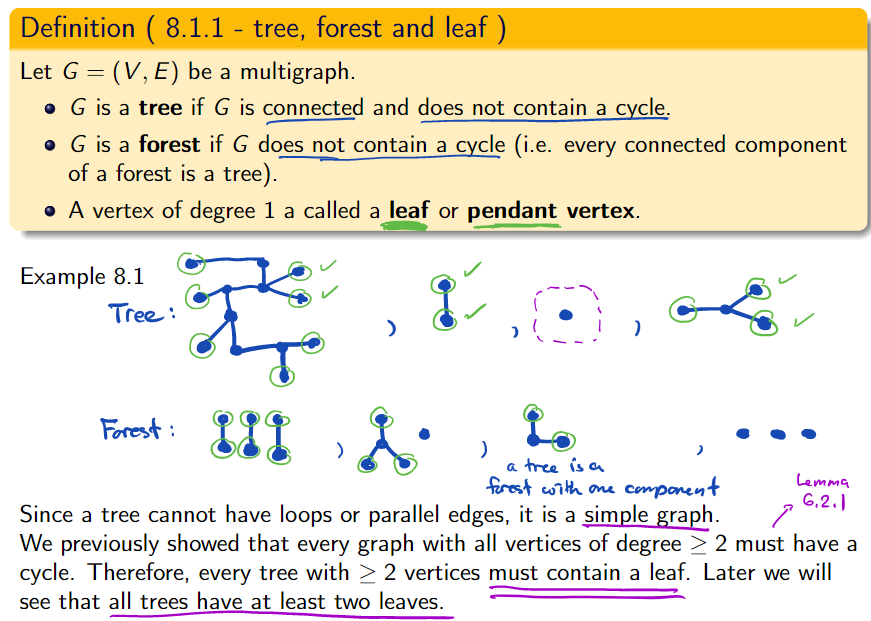 Definition ( 8.1.1 - tree, forest and leaf )
Let G = (V, E) be a multigraph.
• G is a tree if G is connected and does not contain a cycle.
• G is a forest if G does not contain a cycle (i.e. every connected component
of a forest is a tree).
• A vertex of degree 1 a called a leaf or pendant vertex.
Example 8.1
Tree : , , ,
Forest : , , ,
a tree is a
forest with one component
Lemma
6.2.1
Since a tree cannot have loops or parallel edges, it is a simple graph.
We previously showed that every graph with all vertices of degree ≥ 2 must have a
cycle. Therefore, every tree with ≥ 2 vertices must contain a leaf. Later we will
see that all trees have at least two leaves.